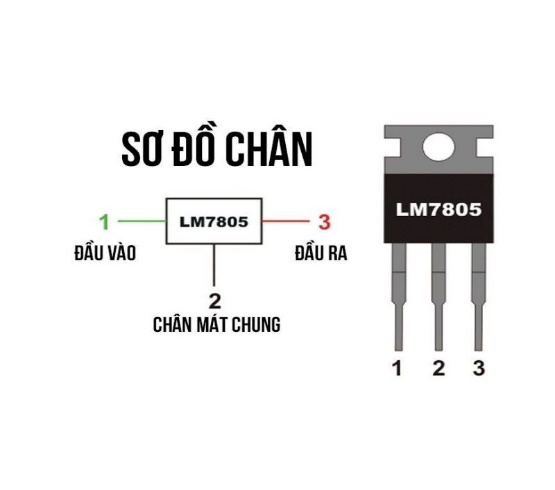 SƠ ĐỒ CHÂN
1 LM7805 3
ĐẦU VÀO ĐẦU RA
2
CHÂN MÁT CHUNG
LM7805
1 2 3